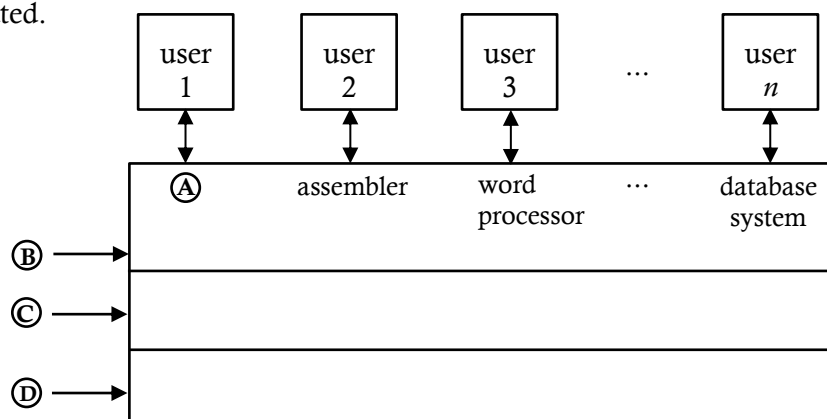 ted.
user 1
user 2
user 3
...
user n
A
assembler
word processor
...
database system
B
C
D